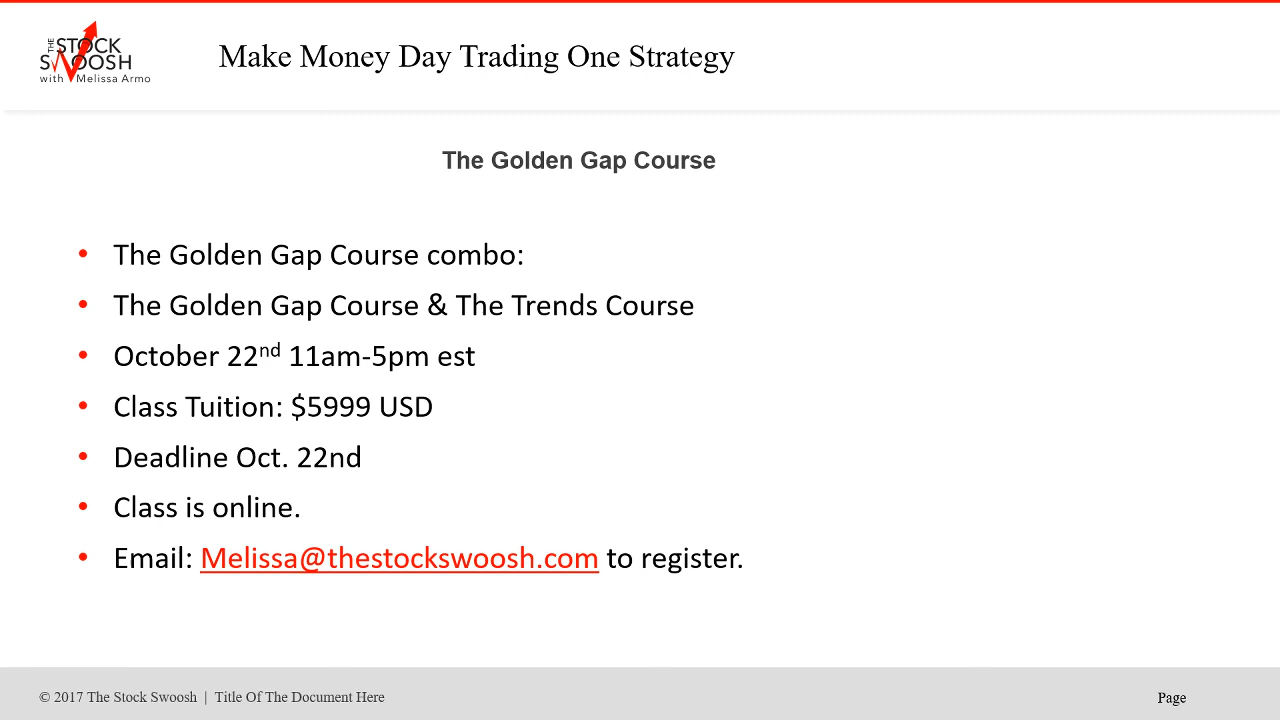 THE STOCK
SWOOSH
with Melissa Armo
Make Money Day Trading One Strategy
The Golden Gap Course
• The Golden Gap Course combo:
• The Golden Gap Course & The Trends Course
• October 22nd 11am-5pm est
• Class Tuition: $5999 USD
• Deadline Oct. 22nd
• Class is online.
• Email: Melissa@thestockswoosh.com to register.
© 2017 The Stock Swoosh | Title Of The Document Here
Page